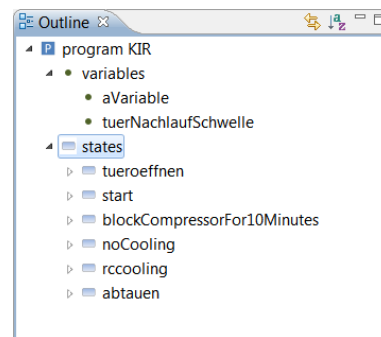 Outline
program KIR
variables
aVariable
tuerNachlaufSchwelle
states
tueroeffnen
start
blockCompressorFor10Minutes
noCooling
rccooling
abtauen